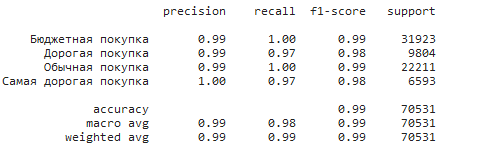 precision recall f1-score support
Бюджетная покупка 0.99 1.00 0.99 31923
Дорогая покупка 0.99 0.97 0.98 9804
Обычная покупка 0.99 1.00 0.99 22211
Самая дорогая покупка 1.00 0.97 0.98 6593
accuracy 0.99 70531
macro avg 0.99 0.98 0.99 70531
weighted avg 0.99 0.99 0.99 70531